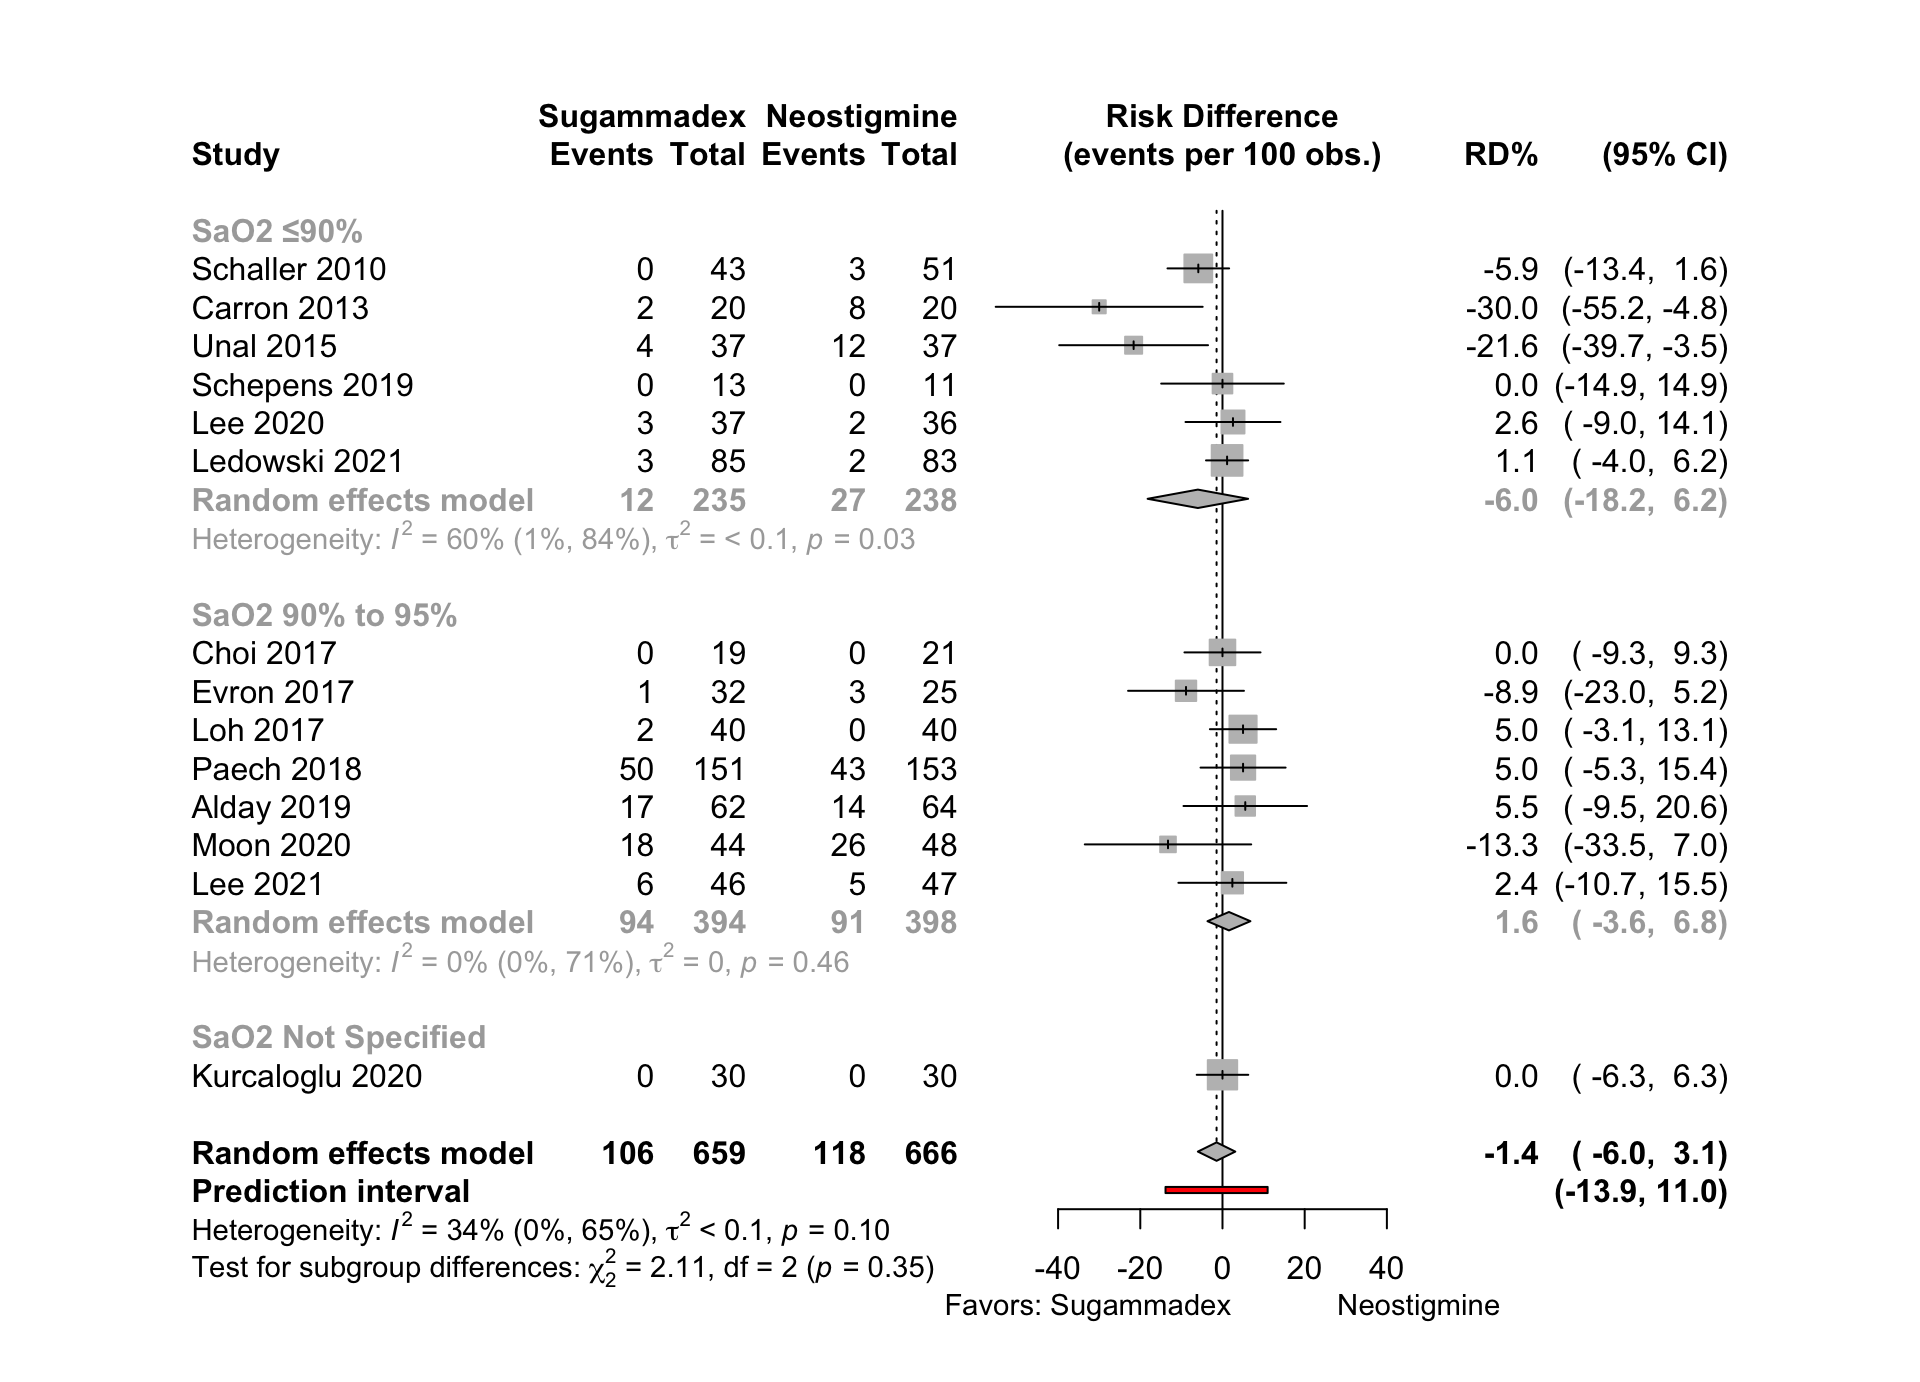 Sugammadex Neostigmine Risk Difference
Study Events Total Events Total (events per 100 obs.) RD% (95% CI)
SaO2 ≤90%
Schaller 2010 0 43 3 51 -5.9 (-13.4, 1.6)
Carron 2013 2 20 8 20 -30.0 (-55.2, -4.8)
Unal 2015 4 37 12 37 -21.6 (-39.7, -3.5)
Schepens 2019 0 13 0 11 0.0 (-14.9, 14.9)
Lee 2020 3 37 2 36 2.6 ( -9.0, 14.1)
Ledowski 2021 3 85 2 83 1.1 ( -4.0, 6.2)
Random effects model 12 235 27 238 -6.0 (-18.2, 6.2)
Heterogeneity: I² = 60% (1%, 84%), τ² = < 0.1, p = 0.03
SaO2 90% to 95%
Choi 2017 0 19 0 21 0.0 ( -9.3, 9.3)
Evron 2017 1 32 3 25 -8.9 (-23.0, 5.2)
Loh 2017 2 40 0 40 5.0 ( -3.1, 13.1)
Paech 2018 50 151 43 153 5.0 ( -5.3, 15.4)
Alday 2019 17 62 14 64 5.5 ( -9.5, 20.6)
Moon 2020 18 44 26 48 -13.3 (-33.5, 7.0)
Lee 2021 6 46 5 47 2.4 (-10.7, 15.5)
Random effects model 94 394 91 398 1.6 ( -3.6, 6.8)
Heterogeneity: I² = 0% (0%, 71%), τ² = 0, p = 0.46
SaO2 Not Specified
Kurcaloglu 2020 0 30 0 30 0.0 ( -6.3, 6.3)
Random effects model 106 659 118 666 -1.4 ( -6.0, 3.1)
Prediction interval (-13.9, 11.0)
Heterogeneity: I² = 34% (0%, 65%), τ² < 0.1, p = 0.10
Test for subgroup differences: χ²₂ = 2.11, df = 2 (p = 0.35)
-40 -20 0 20 40
Favors: Sugammadex Neostigmine